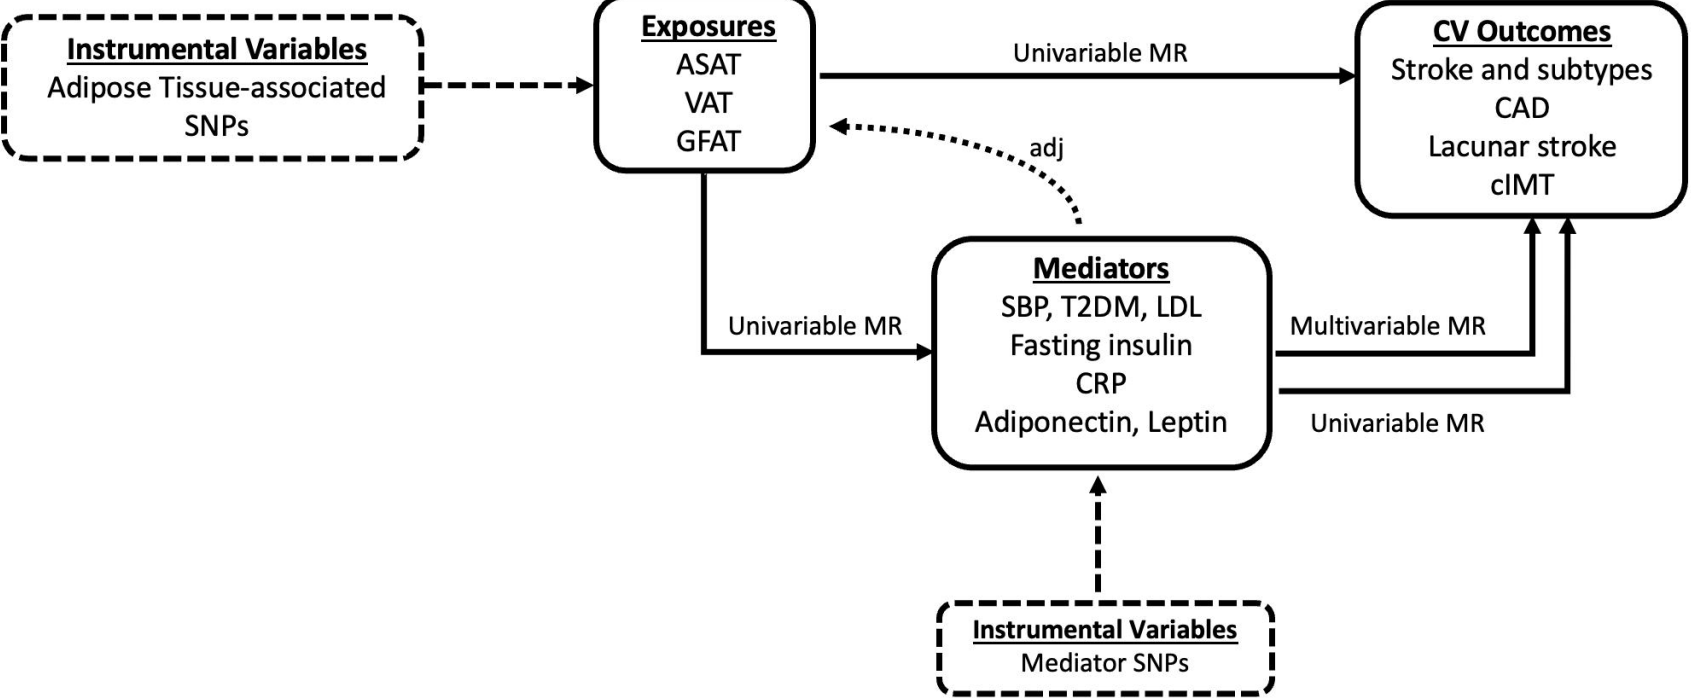 Instrumental Variables
Adipose Tissue-associated
SNPs
Exposures
ASAT
VAT
GFAT
Univariable MR
CV Outcomes
Stroke and subtypes
CAD
Lacunar stroke
cIMT
adj
Univariable MR
Mediators
SBP, T2DM, LDL
Fasting insulin
CRP
Adiponectin, Leptin
Multivariable MR
Univariable MR
Instrumental Variables
Mediator SNPs